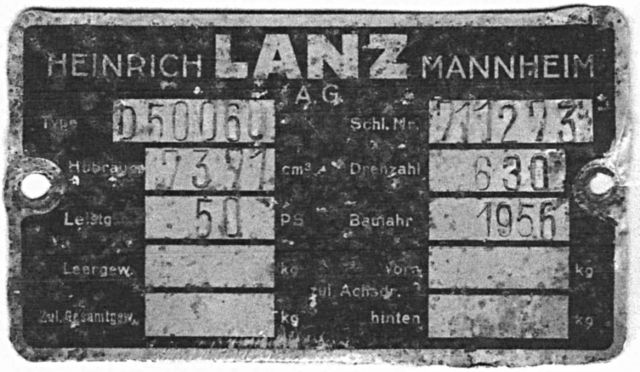 HEINRICH LANZ MANNHEIM
A.G.
Type D5006 Schl. Nr. 211223
Hubraum cm³ Drehzahl 630
Leistg. 50 PS Baujahr 1956
Leergew. kg Vorn kg
zul. Achsdr.
Zul. Gesamtgew. kg hinten kg